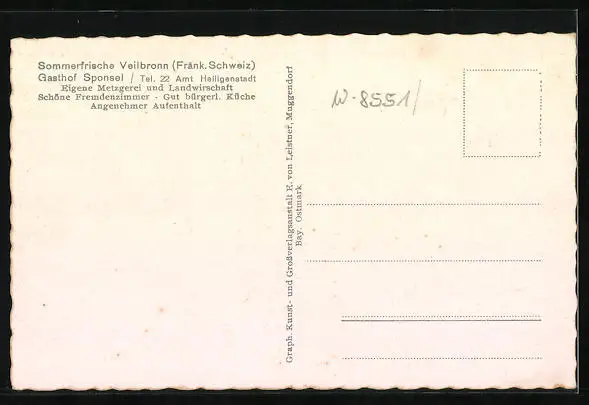 Sommerfrische Veilbronn (Fränk. Schweiz)
Gasthof Sponsel / Tel. 22 Amt Heiligenstadt
Eigene Metzgerei und Landwirtschaft
Schöne Fremdenzimmer - Gut bürgerl. Küche
Angenehmer Aufenthalt
Graph. Kunst- und Großverlagsanstalt E. von Leistner, Muggendorf
Bay. Ostmark
W-8551/